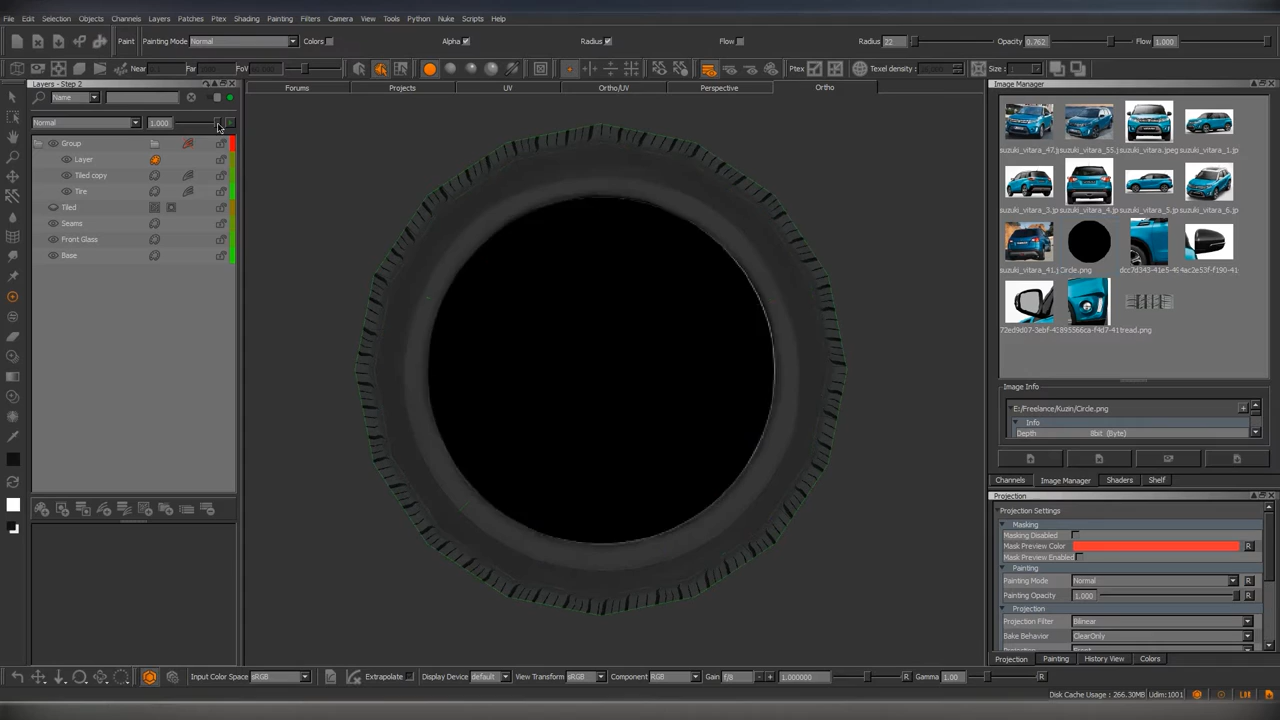 File Edit Selection Objects Channels Layers Patches Ptex Shading Painting Filters Camera View Tools Python Nuke Scripts Help
Paint Painting Mode Normal Colors Alpha Radius Flow Radius 22 Opacity 0.762 Flow 1.000
Near Far FoV Ptex Texel density Size :
Layers - Step 2
Forums Projects UV Ortho/UV Perspective Ortho
Image Manager
Name
Normal 1.000
Group
Layer
Tiled copy
Tire
Tiled
Seams
Front Glass
Base
suzuki_vitara_47.j suzuki_vitara_55. suzuki_vitara.jpeg suzuki_vitara_1.jp
suzuki_vitara_3.jp suzuki_vitara_4.jp suzuki_vitara_5.jp suzuki_vitara_6.jp
suzuki_vitara_41.j Circle.png
tread.png
Image Info
E:/Freelance/Kuzin/Circle.png
Info
Depth 8bit (Byte)
Channels Image Manager Shaders Shelf
Projection
Projection Settings
Masking
Masking Disabled
Mask Preview Color R
Mask Preview Enabled
Painting
Painting Mode Normal R
Painting Opacity 1.000 R
Projection
Projection Filter Bilinear
Bake Behavior ClearOnly
Projection Painting History View Colors
Input Color Space sRGB Extrapolate Display Device default View Transform sRGB Component RGB Gain f/8 1.000000 R Gamma 1.00 R
Disk Cache Usage : 266.30MB Udim:1001